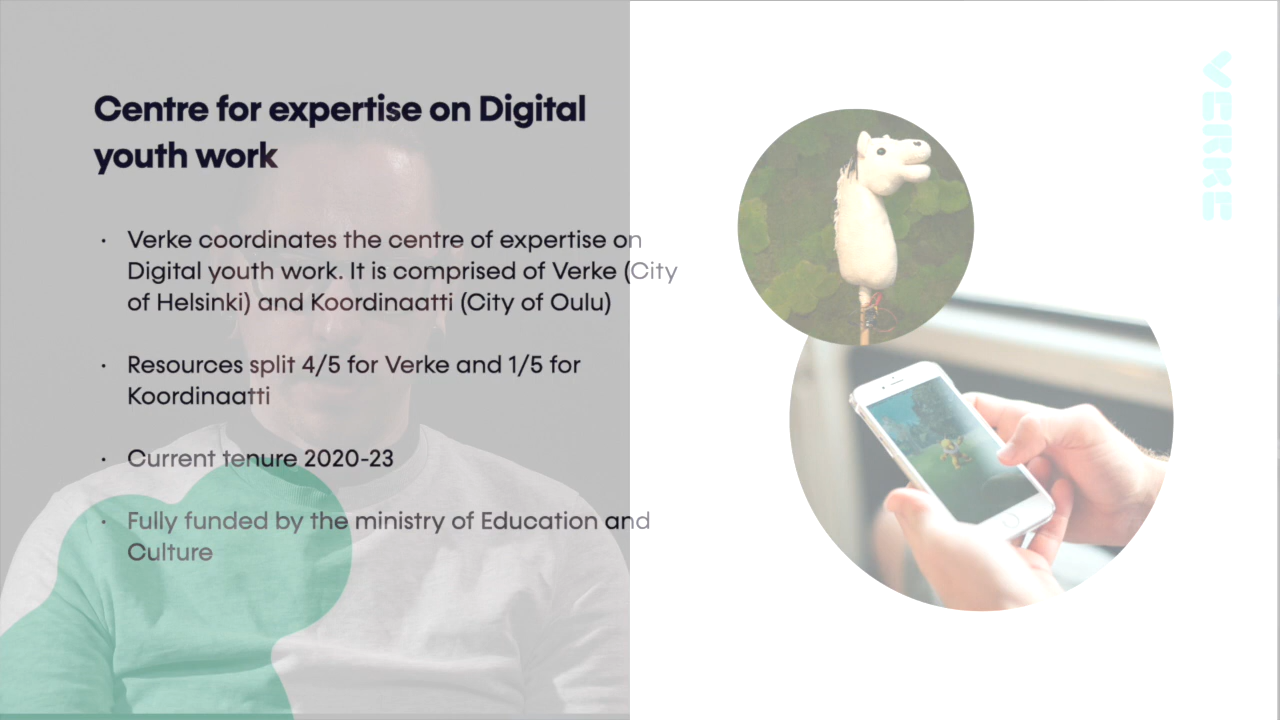 Centre for expertise on Digital
youth work
· Verke coordinates the centre of expertise on
Digital youth work. It is comprised of Verke (City
of Helsinki) and Koordinaatti (City of Oulu)
· Resources split 4/5 for Verke and 1/5 for
Koordinaatti
· Current tenure 2020-23
· Fully funded by the ministry of Education and
Culture
VERKE